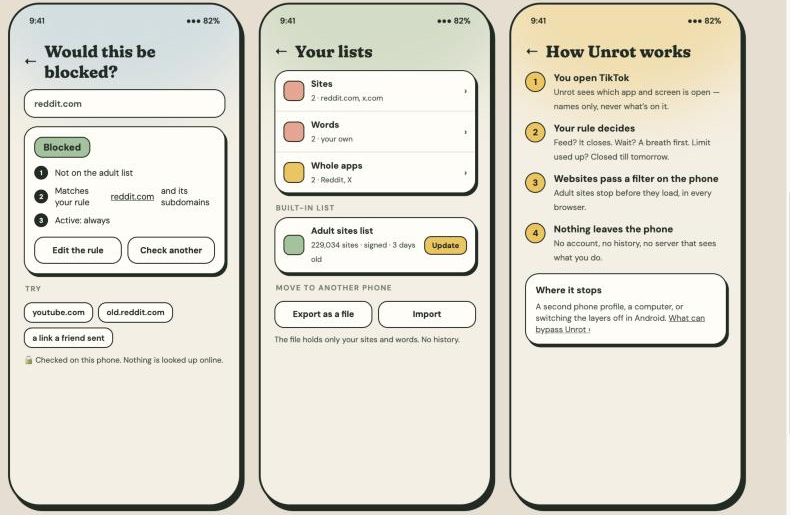 9:41
●●● 82%
← Would this be
blocked?
reddit.com
Blocked
1 Not on the adult list
2 Matches your rule reddit.com and its subdomains
3 Active: always
Edit the rule
Check another
TRY
youtube.com
old.reddit.com
a link a friend sent
🔒 Checked on this phone. Nothing is looked up online.
9:41
●●● 82%
← Your lists
Sites
2 · reddit.com, x.com
›
Words
2 · your own
›
Whole apps
2 · Reddit, X
›
BUILT-IN LIST
Adult sites list
229,034 sites · signed · 3 days
old
Update
MOVE TO ANOTHER PHONE
Export as a file
Import
The file holds only your sites and words. No history.
9:41
●●● 82%
← How Unrot works
1 You open TikTok
Unrot sees which app and screen is open —
names only, never what's on it.
2 Your rule decides
Feed? It closes. Wait? A breath first. Limit
used up? Closed till tomorrow.
3 Websites pass a filter on the phone
Adult sites stop before they load, in every
browser.
4 Nothing leaves the phone
No account, no history, no server that sees
what you do.
Where it stops
A second phone profile, a computer, or
switching the layers off in Android. What can
bypass Unrot ›